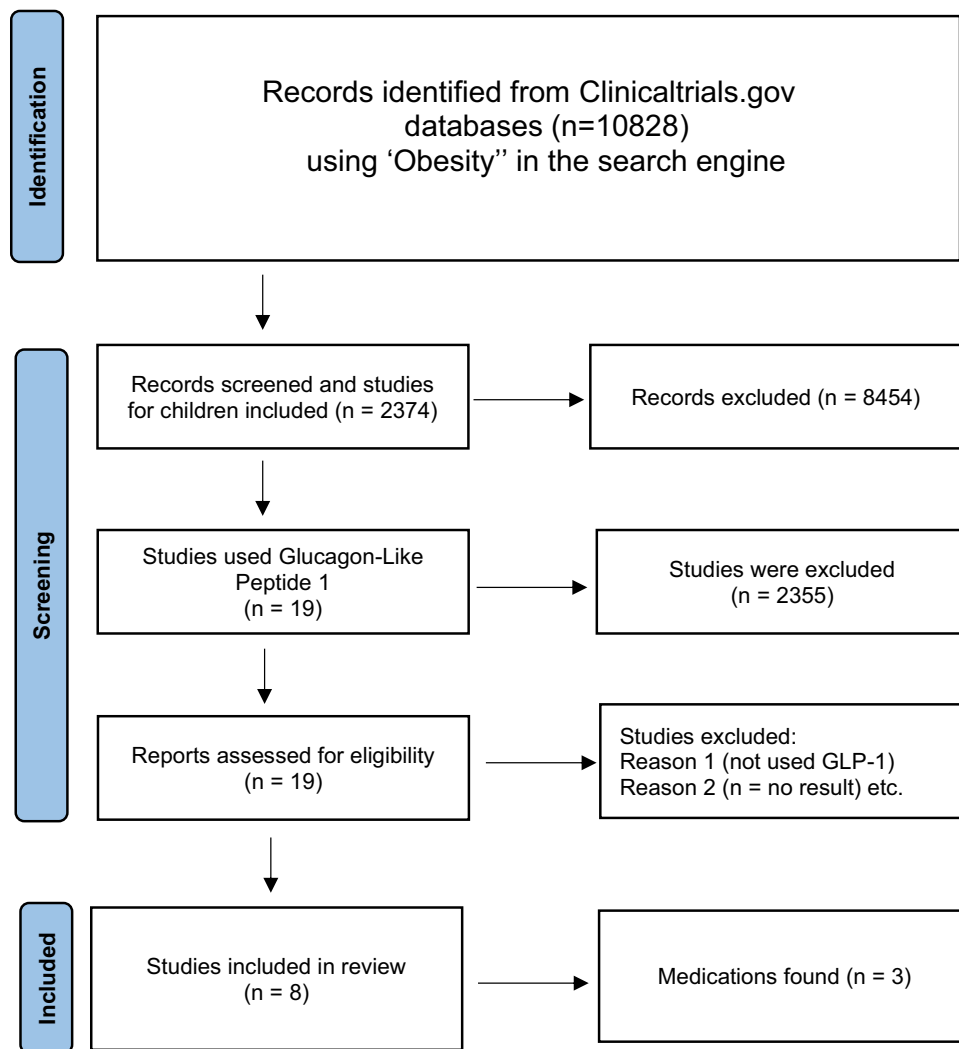 Identification
Records identified from Clinicaltrials.gov
databases (n=10828)
using ‘Obesity’’ in the search engine
Screening
Records screened and studies
for children included (n = 2374)
Records excluded (n = 8454)
Studies used Glucagon-Like
Peptide 1
(n = 19)
Studies were excluded
(n = 2355)
Reports assessed for eligibility
(n = 19)
Studies excluded:
Reason 1 (not used GLP-1)
Reason 2 (n = no result) etc.
Included
Studies included in review
(n = 8)
Medications found (n = 3)